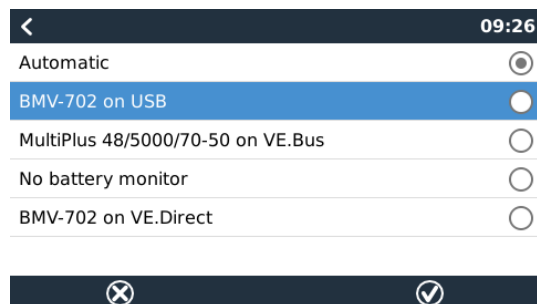 09:26
Automatic
BMV-702 on USB
MultiPlus 48/5000/70-50 on VE.Bus
No battery monitor
BMV-702 on VE.Direct